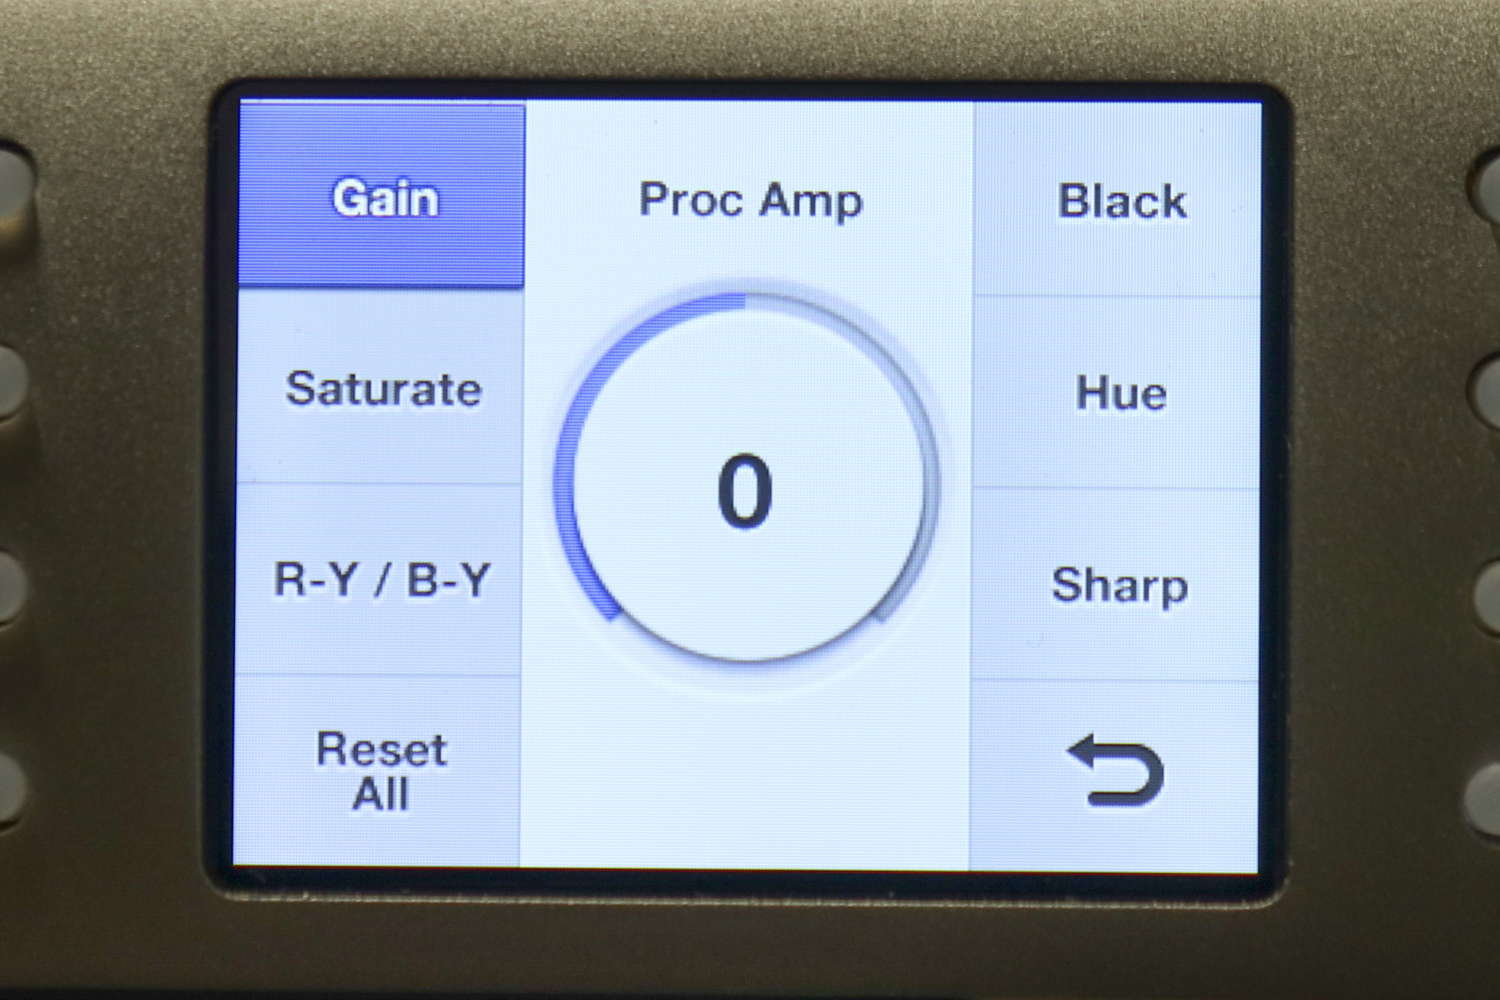 Gain
Proc Amp
Black
Saturate
Hue
0
R-Y / B-Y
Sharp
Reset
All